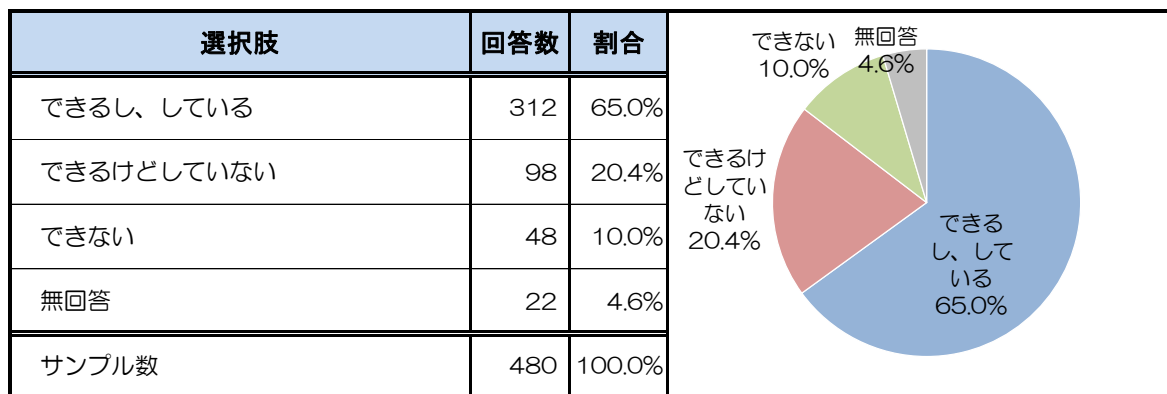 選択肢 回答数 割合
できるし、している 312 65.0%
できるけどしていない 98 20.4%
できない 48 10.0%
無回答 22 4.6%
サンプル数 480 100.0%
できない
10.0%
無回答
4.6%
できるけ
どしてい
ない
20.4%
できる
し、して
いる
65.0%